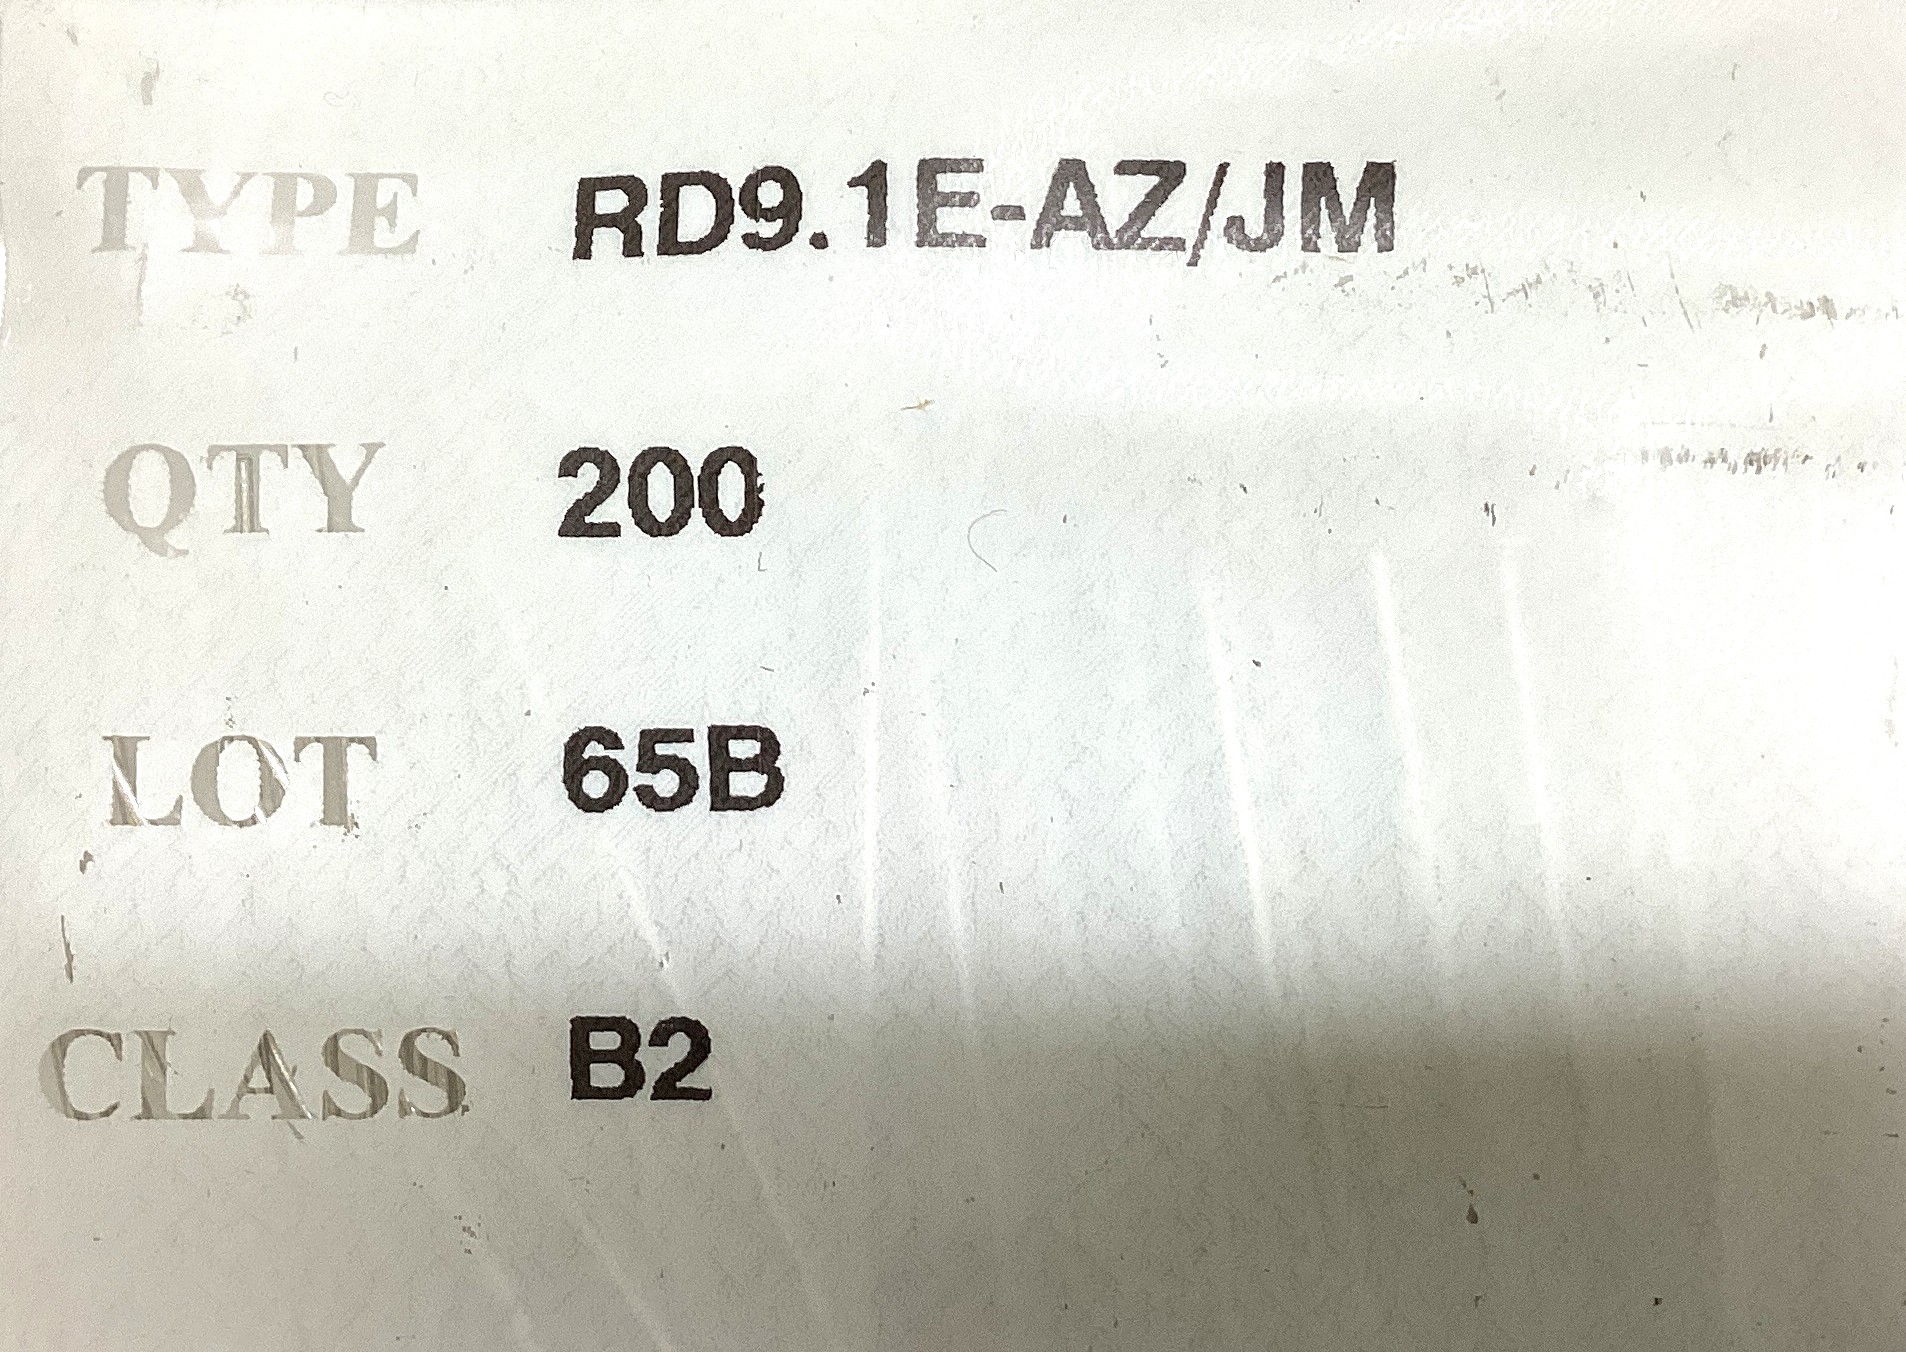 TYPE RD9.1E-AZ/JM
QTY 200
LOT 65B
CLASS B2